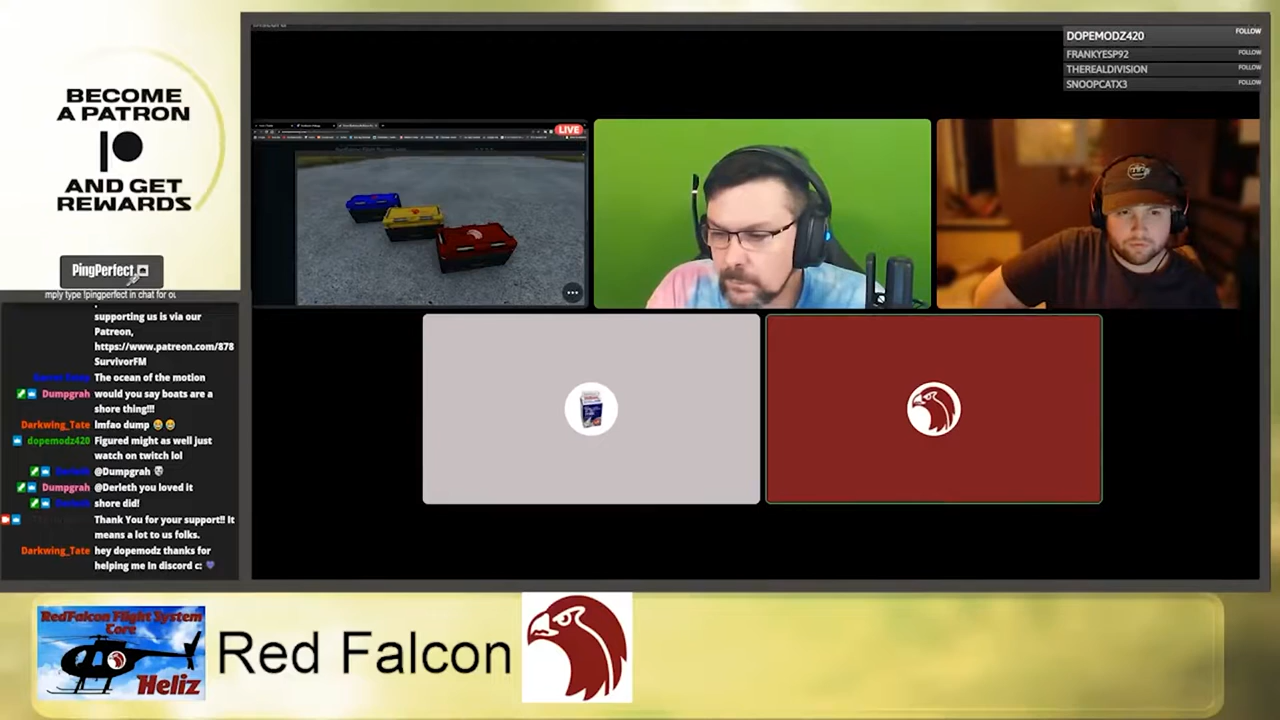 BECOME
A PATRON
AND GET
REWARDS
PingPerfect
mply type !pingperfect in chat for ou
supporting us is via our
Patreon,
https://www.patreon.com/878
SurvivorFM
The ocean of the motion
Dumpgrah would you say boats are a
shore thing!!!
Darkwing_Tate lmfao dump 😂 😂
dopemodz420 Figured might as well just
watch on twitch lol
Derleth @Dumpgrah 💀
Dumpgrah @Derleth you loved it
Derleth shore did!
Thank You for your support!! It
means a lot to us folks.
Darkwing_Tate hey dopemodz thanks for
helping me In discord c: 💜
DOPEMODZ420 FOLLOW
FRANKYESP92 FOLLOW
THEREALDIVISION FOLLOW
SNOOPCATX3 FOLLOW
LIVE
RedFalcon Flight System
Core
Heliz
Red Falcon